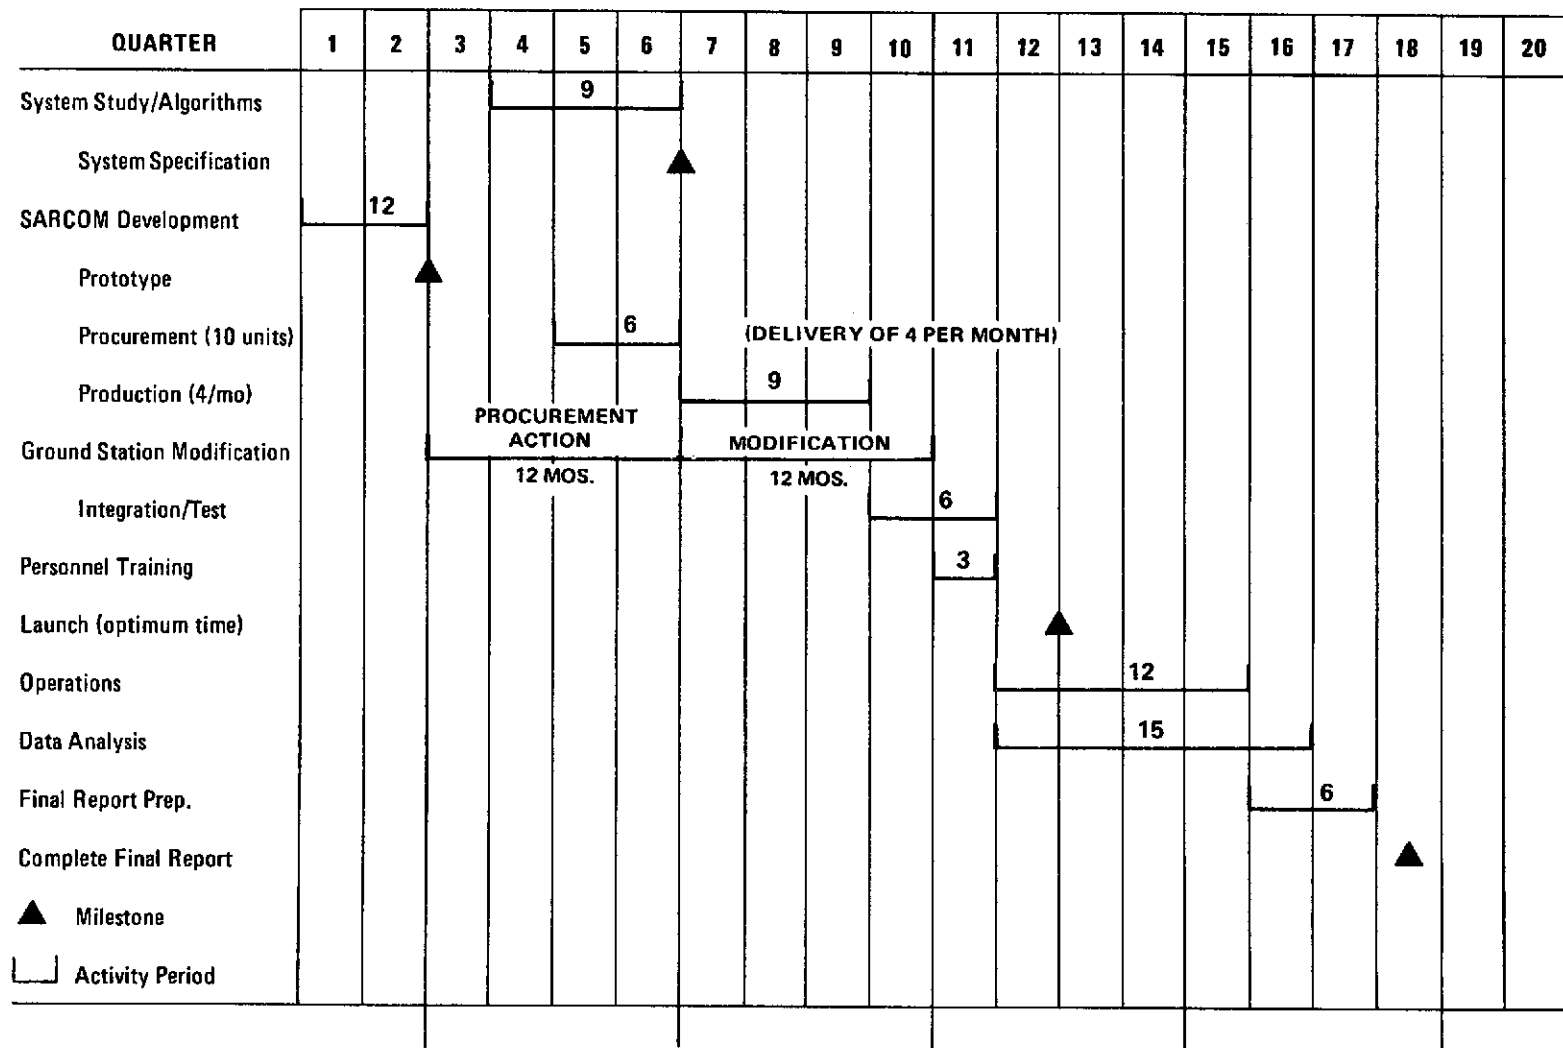 QUARTER 1 2 3 4 5 6 7 8 9 10 11 12 13 14 15 16 17 18 19 20
System Study/Algorithms 9
System Specification
SARCOM Development 12
Prototype
Procurement (10 units) 6 (DELIVERY OF 4 PER MONTH)
Production (4/mo) 9
PROCUREMENT
ACTION
Ground Station Modification MODIFICATION
12 MOS. 12 MOS.
Integration/Test 6
Personnel Training 3
Launch (optimum time)
Operations 12
Data Analysis 15
Final Report Prep. 6
Complete Final Report
Milestone
Activity Period